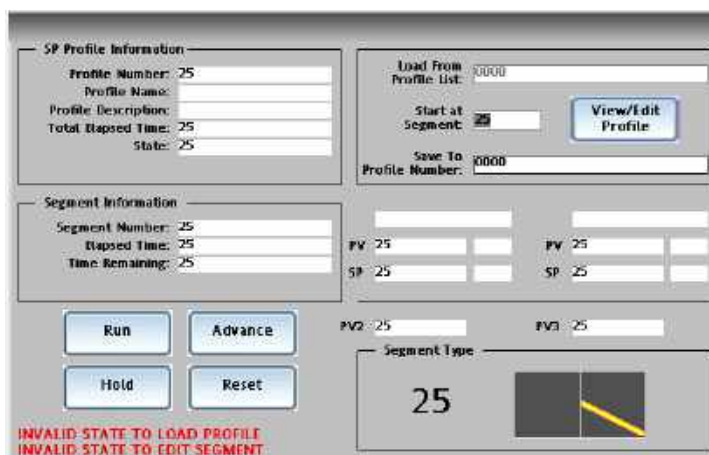 SP Profile Information
Profile Number: 25
Profile Name:
Profile Description:
Total Elapsed Time: 25
State: 25
Load From
Profile List: 0000
Start at
Segment: 25
View/Edit
Profile
Save To
Profile Number: 0000
Segment Information
Segment Number: 25
Elapsed Time: 25
Time Remaining: 25
PV 25
PV 25
SP 25
SP 25
PV2 25
PV3 25
Run
Advance
Hold
Reset
Segment Type
25
INVALID STATE TO LOAD PROFILE
INVALID STATE TO EDIT SEGMENT